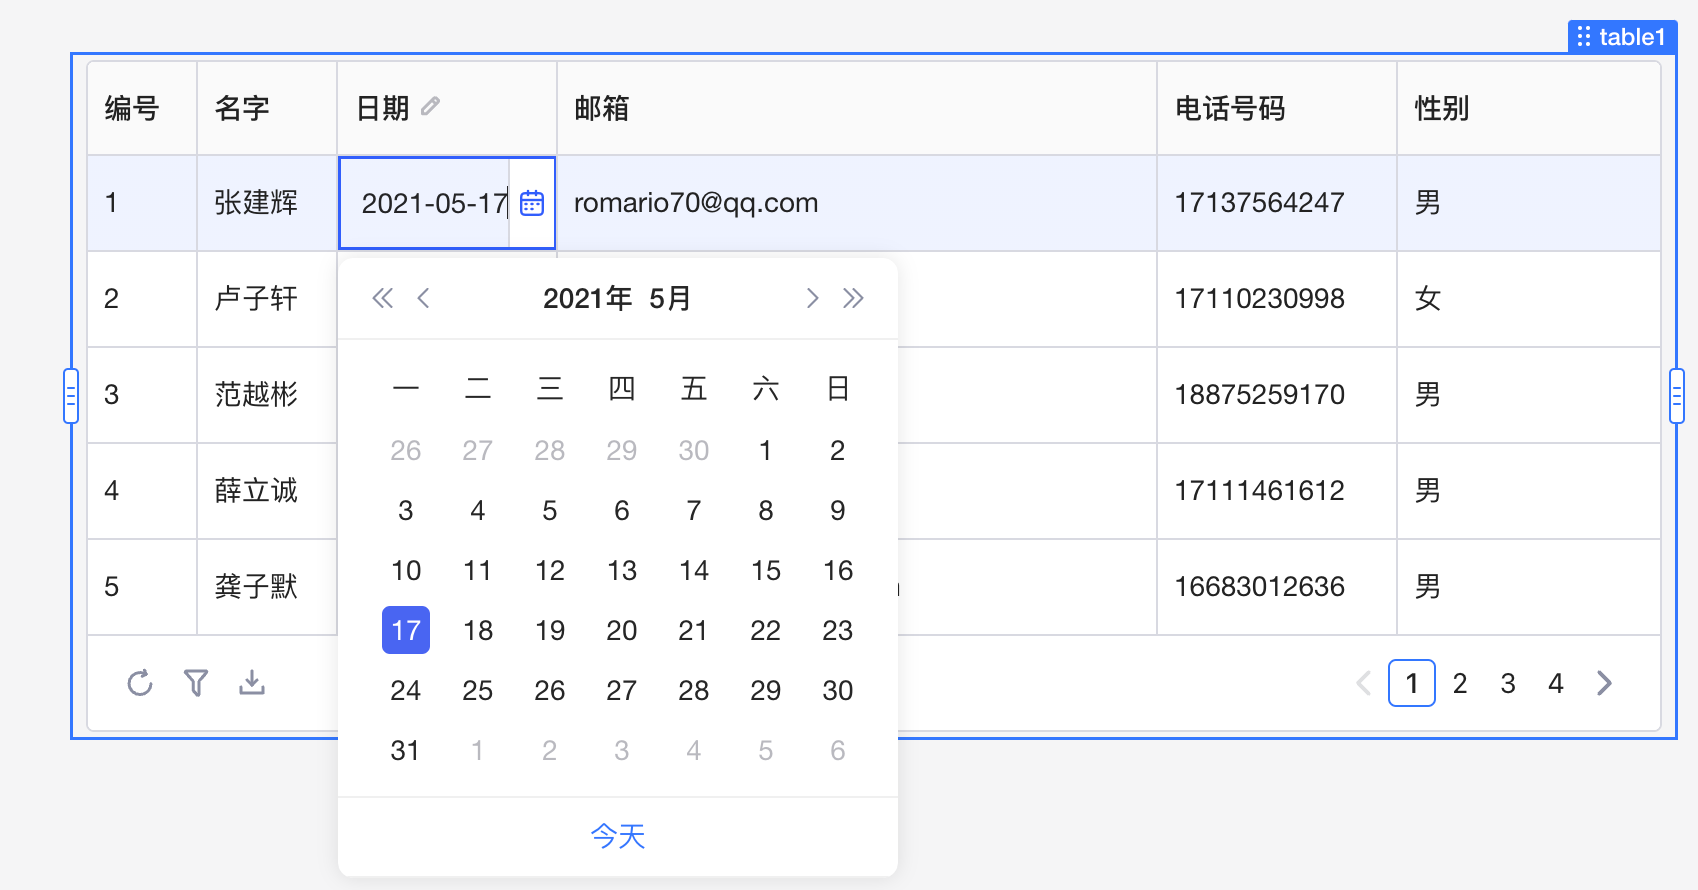 table1
编号 名字 日期 邮箱 电话号码 性别
1 张建辉 2021-05-17 romario70@qq.com 17137564247 男
2 卢子轩 17110230998 女
3 范越彬 18875259170 男
4 薛立诚 17111461612 男
5 龚子默 16683012636 男
2021年 5月
一 二 三 四 五 六 日
26 27 28 29 30 1 2
3 4 5 6 7 8 9
10 11 12 13 14 15 16
17 18 19 20 21 22 23
24 25 26 27 28 29 30
31 1 2 3 4 5 6
今天
1 2 3 4